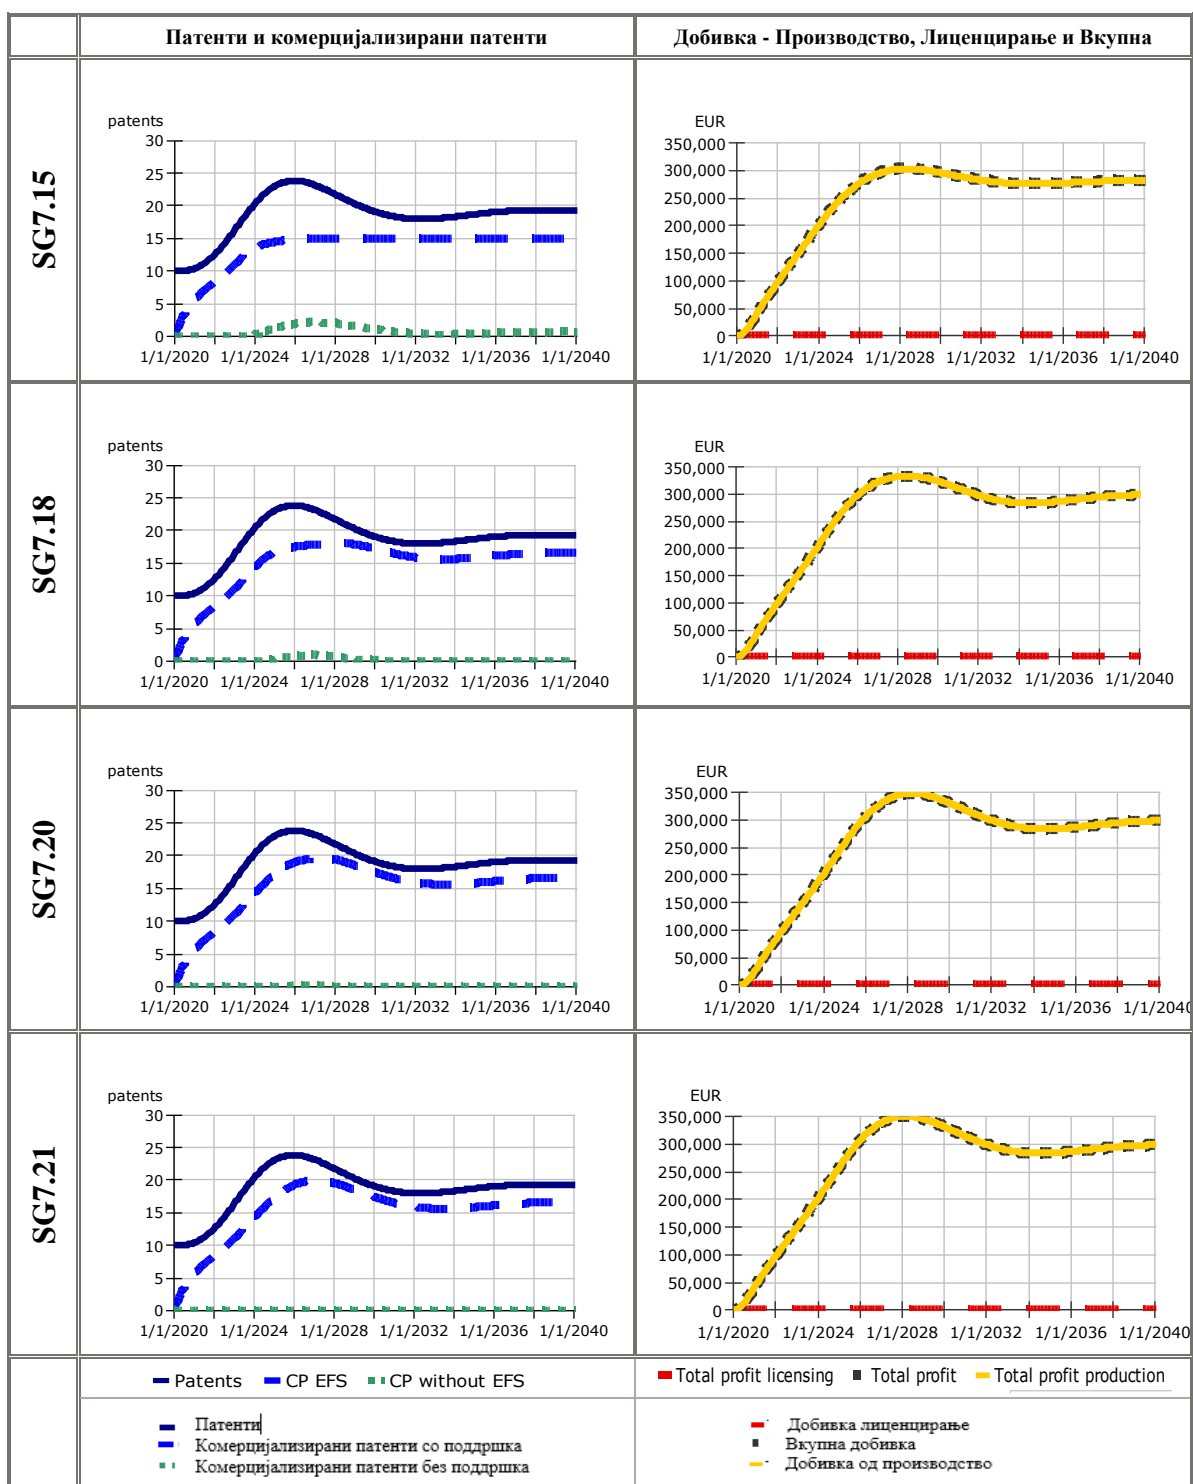 Патенти и комерцијализирани патенти
Добивка - Производство, Лиценцирање и Вкупна
SG7.15
patents
30
25
20
15
10
5
0
1/1/2020 1/1/2024 1/1/2028 1/1/2032 1/1/2036 1/1/2040
EUR
350,000
300,000
250,000
200,000
150,000
100,000
50,000
0
1/1/2020 1/1/2024 1/1/2028 1/1/2032 1/1/2036 1/1/2040
SG7.18
patents
30
25
20
15
10
5
0
1/1/2020 1/1/2024 1/1/2028 1/1/2032 1/1/2036 1/1/2040
EUR
350,000
300,000
250,000
200,000
150,000
100,000
50,000
0
1/1/2020 1/1/2024 1/1/2028 1/1/2032 1/1/2036 1/1/2040
SG7.20
patents
30
25
20
15
10
5
0
1/1/2020 1/1/2024 1/1/2028 1/1/2032 1/1/2036 1/1/2040
EUR
350,000
300,000
250,000
200,000
150,000
100,000
50,000
0
1/1/2020 1/1/2024 1/1/2028 1/1/2032 1/1/2036 1/1/2040
SG7.21
patents
30
25
20
15
10
5
0
1/1/2020 1/1/2024 1/1/2028 1/1/2032 1/1/2036 1/1/2040
EUR
350,000
300,000
250,000
200,000
150,000
100,000
50,000
0
1/1/2020 1/1/2024 1/1/2028 1/1/2032 1/1/2036 1/1/2040
Patents CP EFS CP without EFS
Total profit licensing Total profit Total profit production
Патенти
Комерцијализирани патенти со поддршка
Комерцијализирани патенти без поддршка
Добивка лиценцирање
Вкупна добивка
Добивка од производство